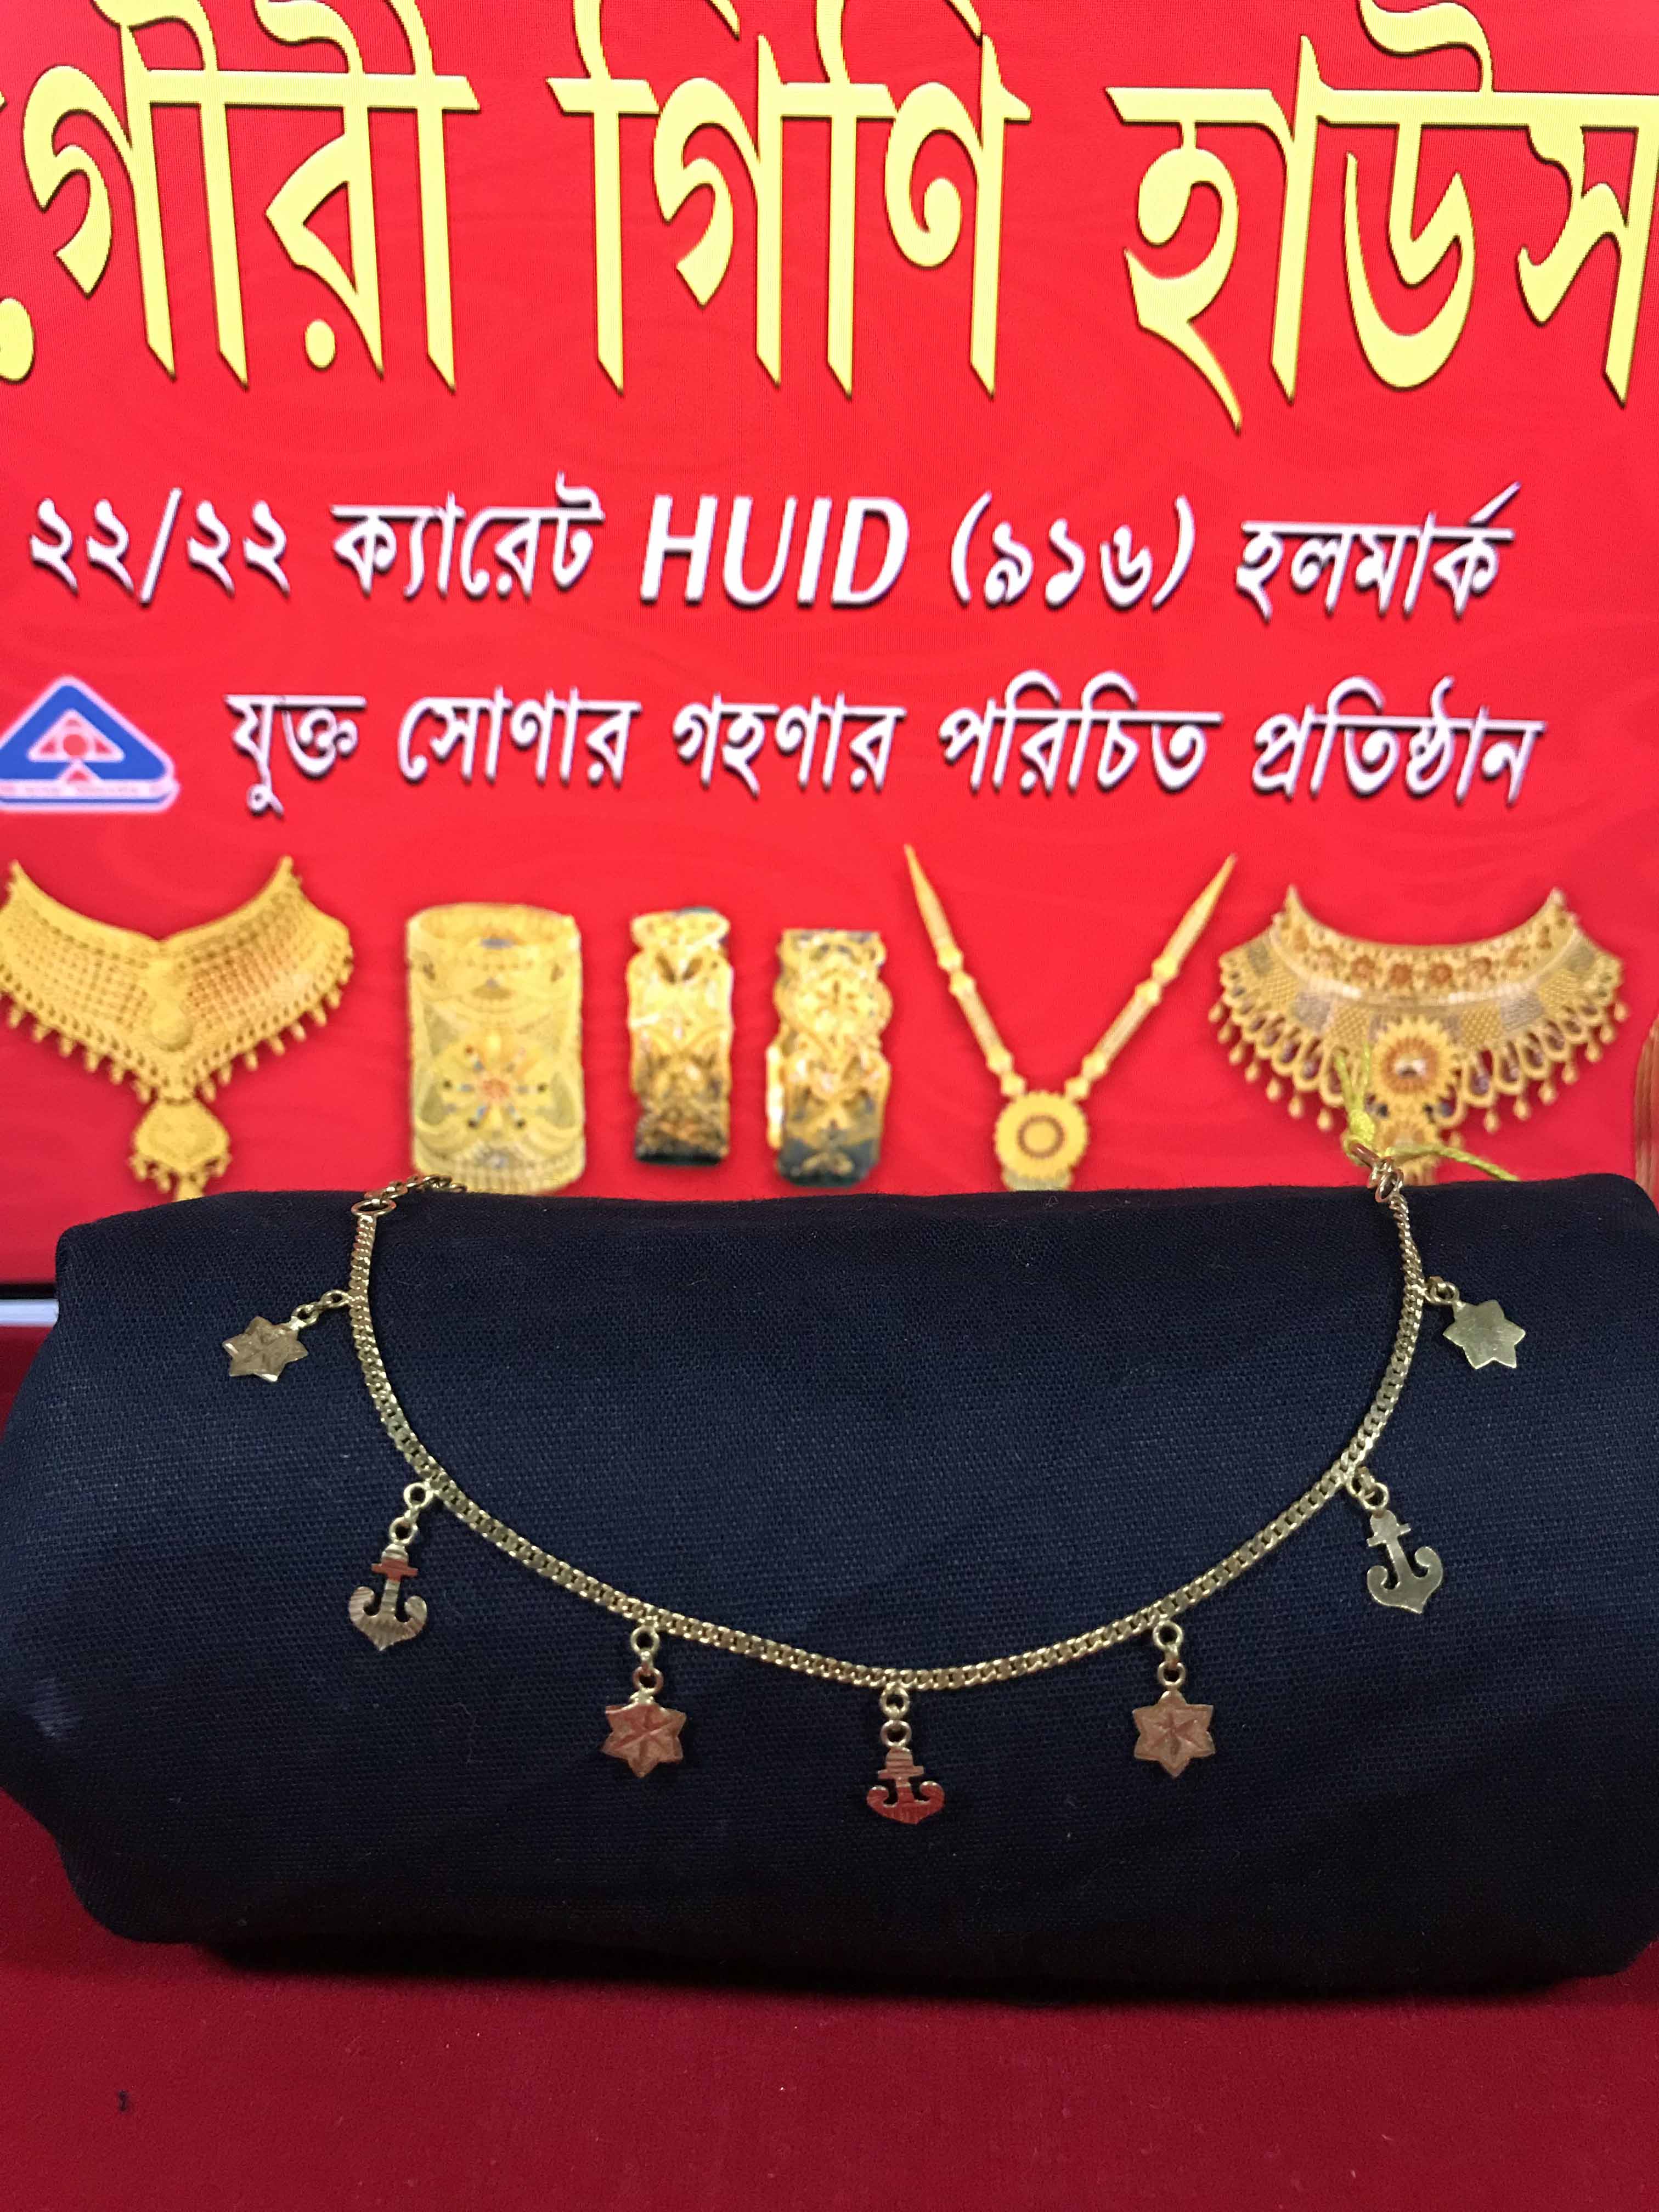 গৌরী গিণি হাউস
২২/২২ ক্যারেট HUID (৯১৬) হলমার্ক
যুক্ত সোণার গহণার পরিচিত প্রতিষ্ঠান